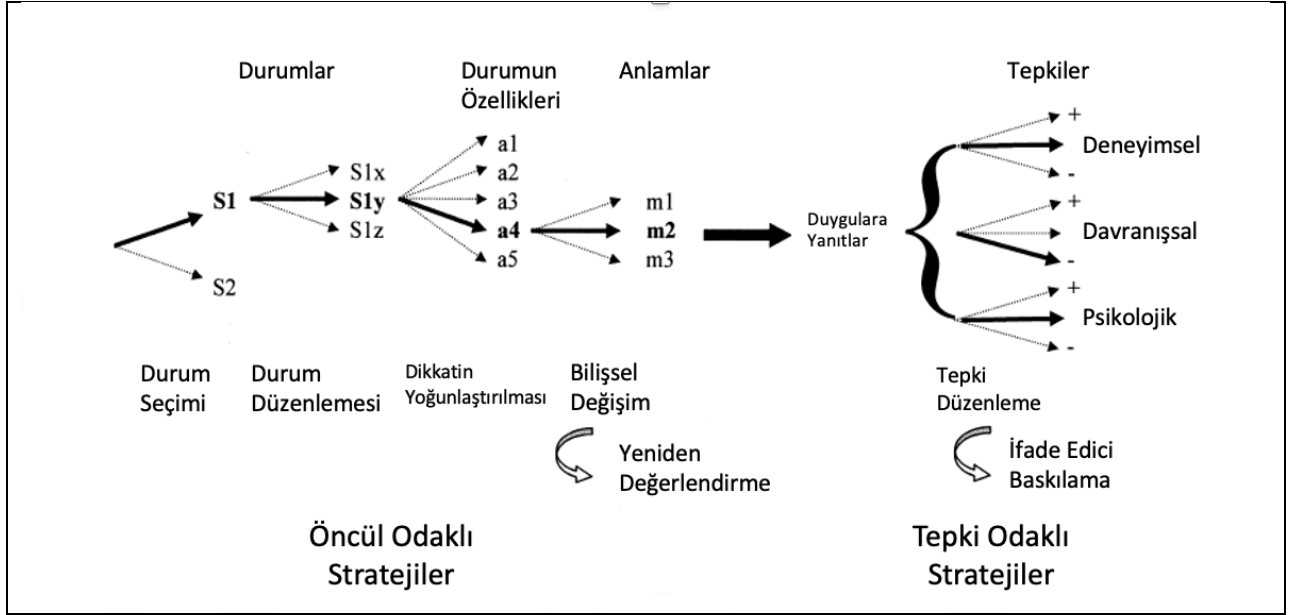 Durumlar
Durumun
Özellikleri
Anlamlar
Tepkiler
S1
S2
S1x
S1y
S1z
a1
a2
a3
a4
a5
m1
m2
m3
Duygulara
Yanıtlar
+
Deneyimsel
-
+
Davranışsal
-
+
Psikolojik
-
Durum
Seçimi
Durum
Düzenlemesi
Dikkatin
Yoğunlaştırılması
Bilişsel
Değişim
Tepki
Düzenleme
Yeniden
Değerlendirme
İfade Edici
Baskılama
Öncül Odaklı
Stratejiler
Tepki Odaklı
Stratejiler